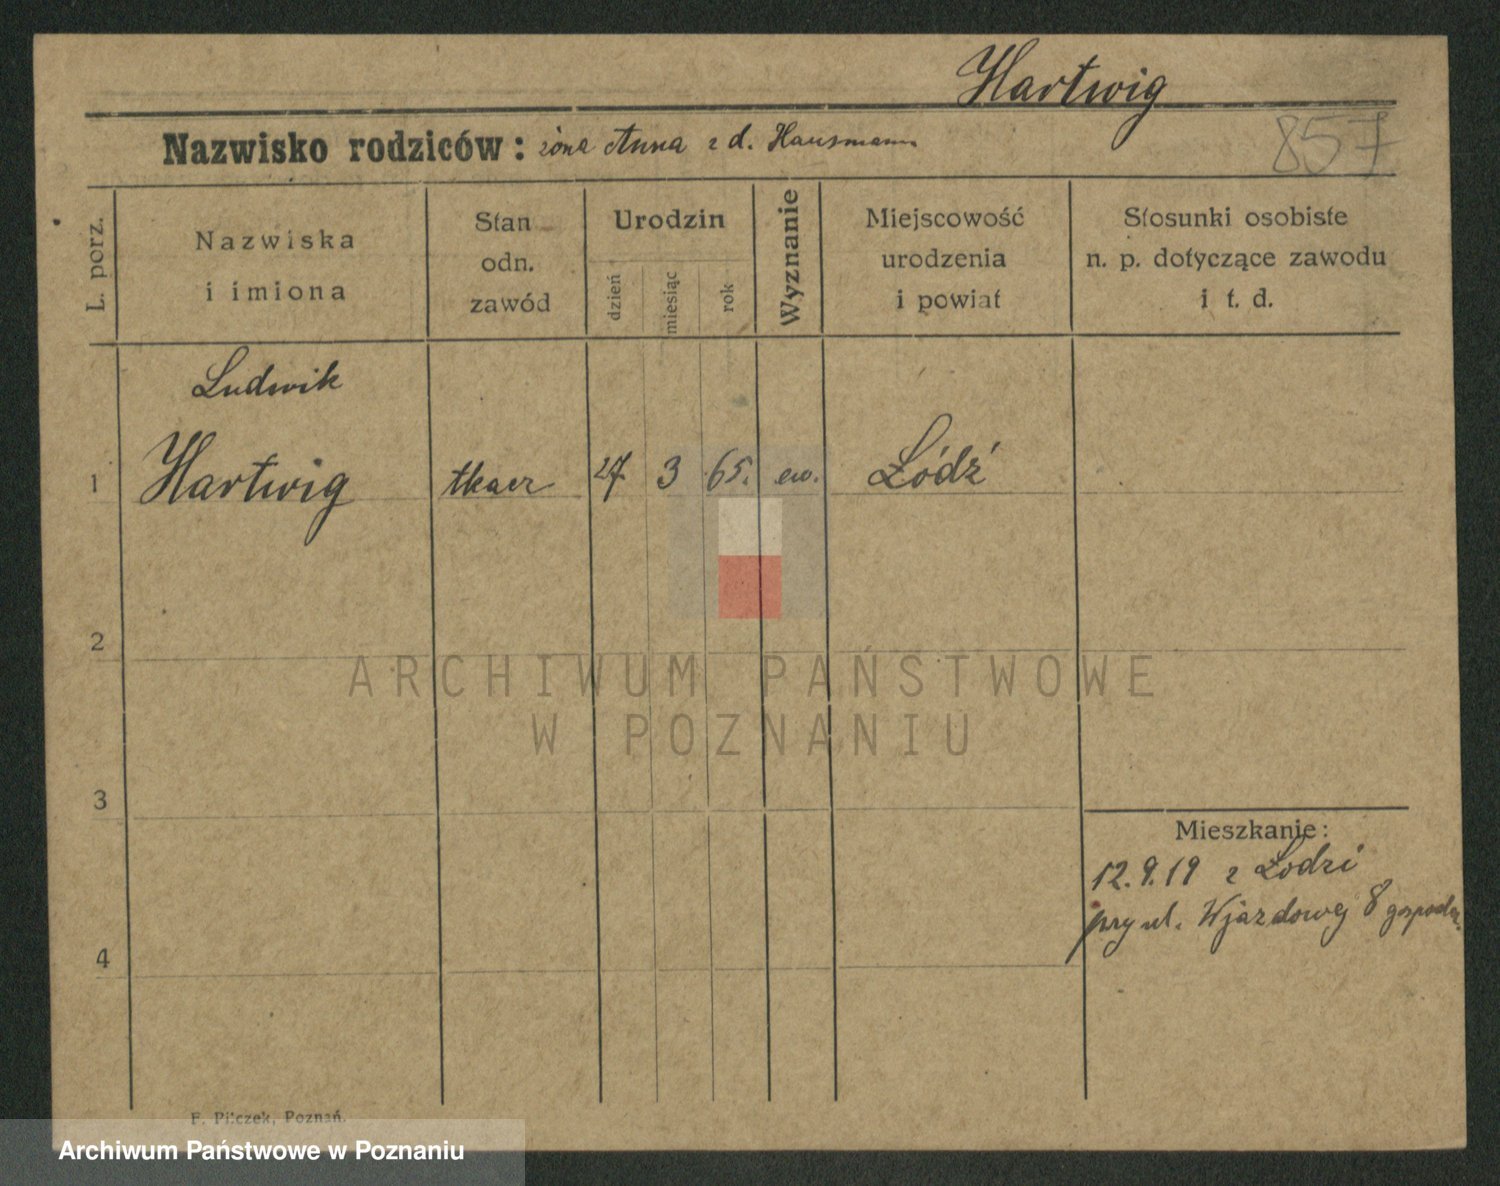 Hartwig
Nazwisko rodziców: żona Anna z d. Hausmann
857
L. porz.
Nazwiska
i imiona
Stan
odn.
zawód
Urodzin
dzień
miesiąc
rok
Wyznanie
Miejscowość
urodzenia
i powiat
Stosunki osobiste
n. p. dotyczące zawodu
i t. d.
Ludwik
1 Hartwig tkacz 27 3 65. ew. Łódź
2
3
4
Mieszkanie:
12.9.19 z Łodzi
przy ul. Wjazdowej 8 gospodar.
ARCHIWUM PAŃSTWOWE
W POZNANIU
F. Pilczek, Poznań.
Archiwum Państwowe w Poznaniu